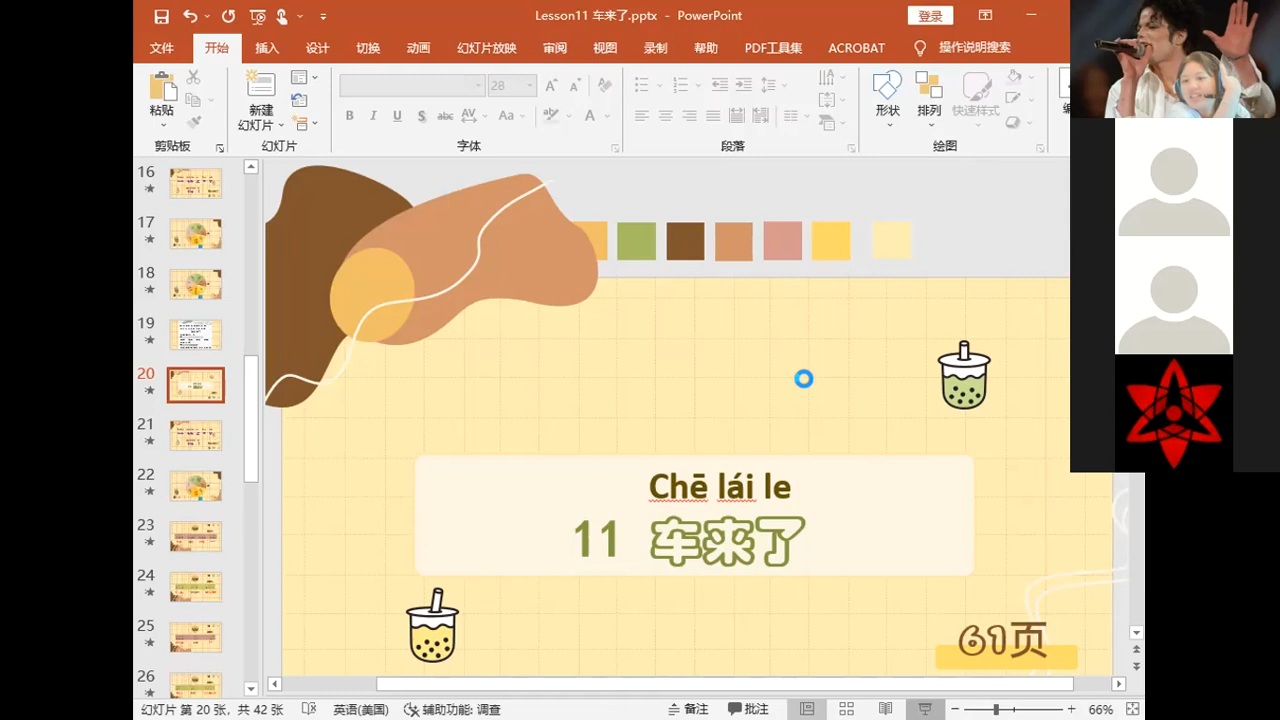 Lesson11 车来了.pptx - PowerPoint
登录
文件 开始 插入 设计 切换 动画 幻灯片放映 审阅 视图 录制 帮助 PDF工具集 ACROBAT 操作说明搜索
28
粘贴
新建
幻灯片
B I U S abc AV Aa A
形状 排列 快速样式
剪贴板 幻灯片 字体 段落 绘图
16
17
18
19
20
21
22
23
24
25
26
Chē lái le
11 车来了
61页
幻灯片 第 20 张，共 42 张 英语(美国) 辅助功能: 调查 备注 批注 66%